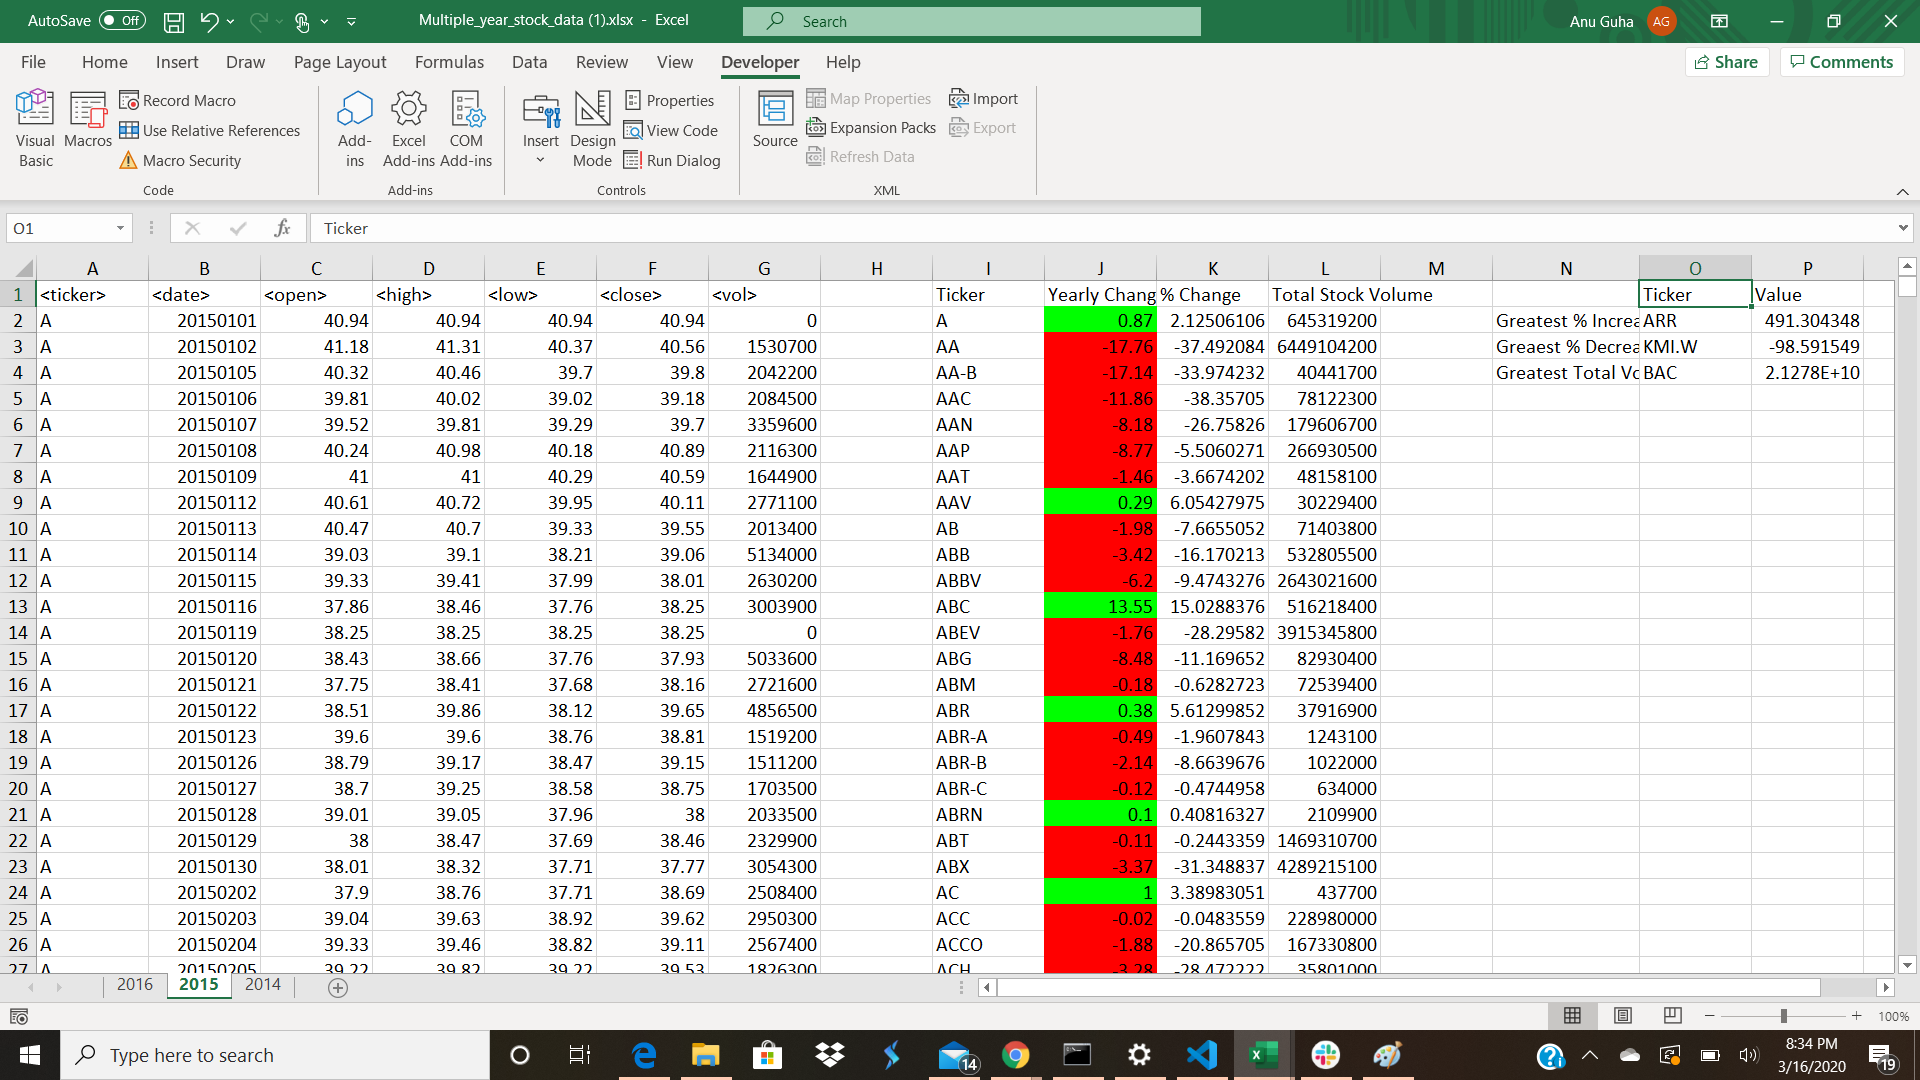 AutoSave Off Multiple_year_stock_data (1).xlsx - Excel Search Anu Guha AG
File Home Insert Draw Page Layout Formulas Data Review View Developer Help Share Comments
Visual Basic
Macros
Record Macro
Use Relative References
Macro Security
Code
Add-ins
Excel Add-ins
COM Add-ins
Add-ins
Insert
Design Mode
Properties
View Code
Run Dialog
Controls
Source
Map Properties
Expansion Packs
Refresh Data
Import
Export
XML
O1 fx Ticker
A B C D E F G H I J K L M N O P
1 <ticker> <date> <open> <high> <low> <close> <vol> Ticker Yearly Chang % Change Total Stock Volume Ticker Value
2 A 20150101 40.94 40.94 40.94 40.94 0 A 0.87 2.12506106 645319200 Greatest % Increa ARR 491.304348
3 A 20150102 41.18 41.31 40.37 40.56 1530700 AA -17.76 -37.492084 6449104200 Greaest % Decrea KMI.W -98.591549
4 A 20150105 40.32 40.46 39.7 39.8 2042200 AA-B -17.14 -33.974232 40441700 Greatest Total Vo BAC 2.1278E+10
5 A 20150106 39.81 40.02 39.02 39.18 2084500 AAC -11.86 -38.35705 78122300
6 A 20150107 39.52 39.81 39.29 39.7 3359600 AAN -8.18 -26.75826 179606700
7 A 20150108 40.24 40.98 40.18 40.89 2116300 AAP -8.77 -5.5060271 266930500
8 A 20150109 41 41 40.29 40.59 1644900 AAT -1.46 -3.6674202 48158100
9 A 20150112 40.61 40.72 39.95 40.11 2771100 AAV 0.29 6.05427975 30229400
10 A 20150113 40.47 40.7 39.33 39.55 2013400 AB -1.98 -7.6655052 71403800
11 A 20150114 39.03 39.1 38.21 39.06 5134000 ABB -3.42 -16.170213 532805500
12 A 20150115 39.33 39.41 37.99 38.01 2630200 ABBV -6.2 -9.4743276 2643021600
13 A 20150116 37.86 38.46 37.76 38.25 3003900 ABC 13.55 15.0288376 516218400
14 A 20150119 38.25 38.25 38.25 38.25 0 ABEV -1.76 -28.29582 3915345800
15 A 20150120 38.43 38.66 37.76 37.93 5033600 ABG -8.48 -11.169652 82930400
16 A 20150121 37.75 38.41 37.68 38.16 2721600 ABM -0.18 -0.6282723 72539400
17 A 20150122 38.51 39.86 38.12 39.65 4856500 ABR 0.38 5.61299852 37916900
18 A 20150123 39.6 39.6 38.76 38.81 1519200 ABR-A -0.49 -1.9607843 1243100
19 A 20150126 38.79 39.17 38.47 39.15 1511200 ABR-B -2.14 -8.6639676 1022000
20 A 20150127 38.7 39.25 38.58 38.75 1703500 ABR-C -0.12 -0.4744958 634000
21 A 20150128 39.01 39.05 37.96 38 2033500 ABRN 0.1 0.40816327 2109900
22 A 20150129 38 38.47 37.69 38.46 2329900 ABT -0.11 -0.2443359 1469310700
23 A 20150130 38.01 38.32 37.71 37.77 3054300 ABX -3.37 -31.348837 4289215100
24 A 20150202 37.9 38.76 37.71 38.69 2508400 AC 1 3.38983051 437700
25 A 20150203 39.04 39.63 38.92 39.62 2950300 ACC -0.02 -0.0483559 228980000
26 A 20150204 39.33 39.46 38.82 39.11 2567400 ACCO -1.88 -20.865705 167330800
27 A 20150205 39.22 39.82 39.22 39.53 1826300 ACH -3.28 -28.472222 35801000
2016 2015 2014
100%
Type here to search 14 8:34 PM
3/16/2020 19